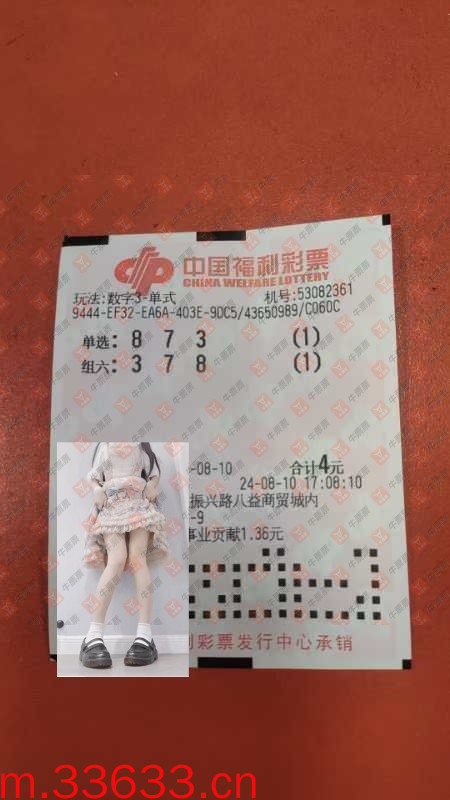 中国福利彩票
CHINA WELFARE LOTTERY
玩法:数字3-单式 机号:53082361
9444-EF32-EA6A-403E-9DC5/43650989/C060C
单选: 8 7 3 (1)
组六: 3 7 8 (1)
-08-10 合计4元
24-08-10 17:08:10
振兴路八益商贸城内
-9
事业贡献1.36元
利彩票发行中心承销
m.33633.cn